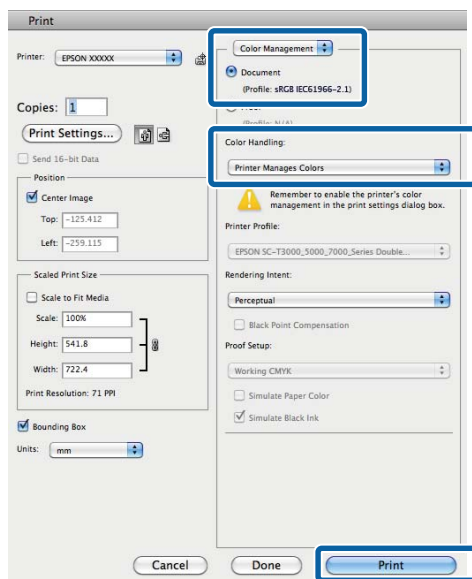 Print
Printer: EPSON XXXXX
Copies: 1
Print Settings...
Send 16-bit Data
Position
Center Image
Top: -125.412
Left: -259.115
Scaled Print Size
Scale to Fit Media
Scale: 100%
Height: 541.8
Width: 722.4
Print Resolution: 71 PPI
Bounding Box
Units: mm
Color Management
Document
(Profile: sRGB IEC61966-2.1)
Color Handling:
Printer Manages Colors
Remember to enable the printer's color
management in the print settings dialog box.
Printer Profile:
EPSON SC-T3000_5000_7000_Series Double...
Rendering Intent:
Perceptual
Black Point Compensation
Proof Setup:
Working CMYK
Simulate Paper Color
Simulate Black Ink
Cancel
Done
Print